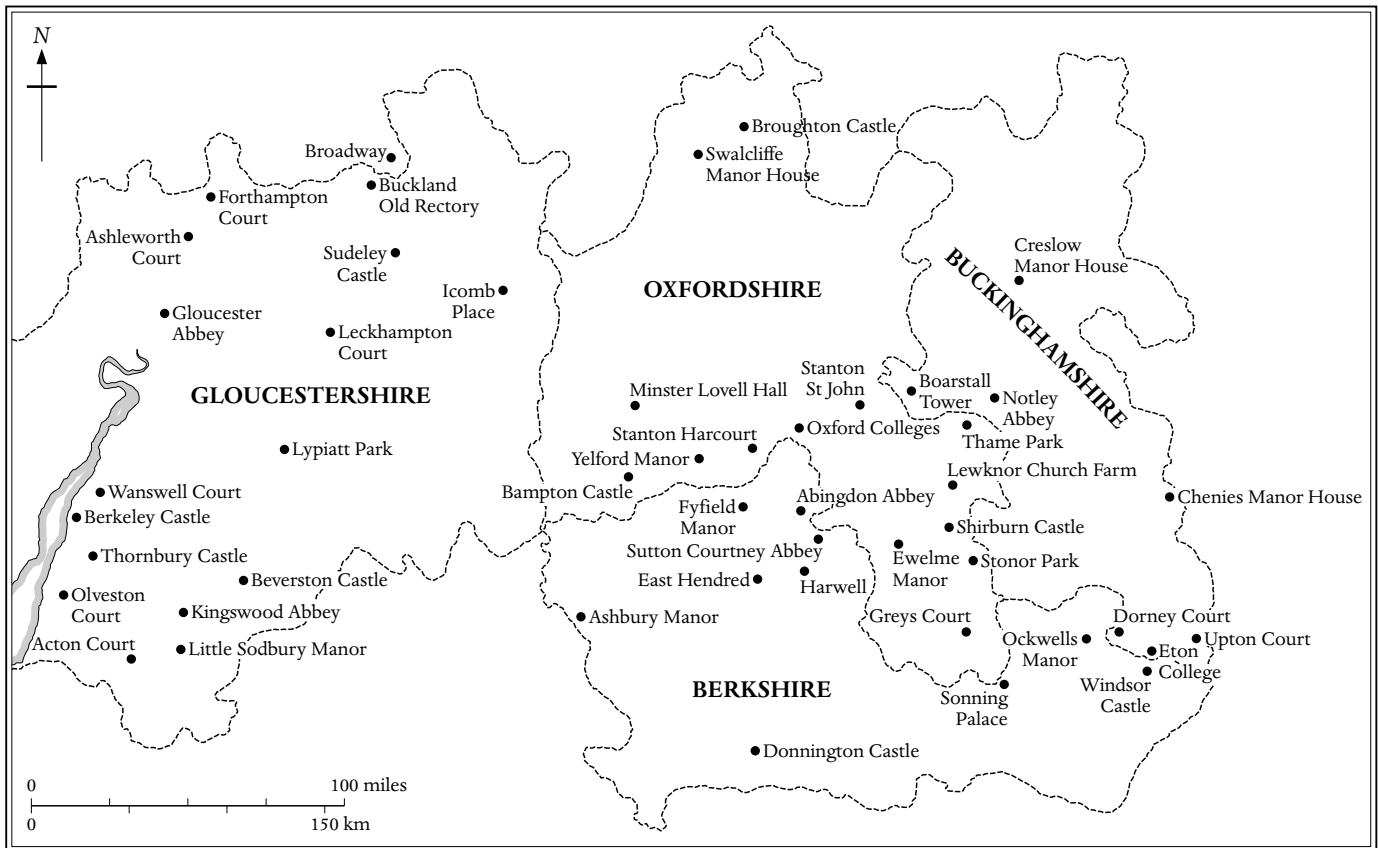 N
Broughton Castle
Swalcliffe
Manor House
Broadway
Buckland
Old Rectory
Forthampton
Court
Ashleworth
Court
Sudeley
Castle
Creslow
Manor House
Icomb
Place
OXFORDSHIRE
BUCKINGHAMSHIRE
Gloucester
Abbey
Leckhampton
Court
GLOUCESTERSHIRE
Minster Lovell Hall
Stanton
St John
Boarstall
Tower
Notley
Abbey
Oxford Colleges
Thame Park
Stanton Harcourt
Lypiatt Park
Yelford Manor
Lewknor Church Farm
Bampton Castle
Wanswell Court
Abingdon Abbey
Chenies Manor House
Berkeley Castle
Fyfield
Manor
Shirburn Castle
Sutton Courtney Abbey
Ewelme
Manor
Thornbury Castle
Stonor Park
Beverston Castle
East Hendred
Harwell
Olveston
Court
Kingswood Abbey
Ashbury Manor
Greys Court
Dorney Court
Ockwells
Manor
Upton Court
Acton Court
Little Sodbury Manor
Eton
College
Windsor
Castle
BERKSHIRE
Sonning
Palace
Donnington Castle
0 100 miles
0 150 km